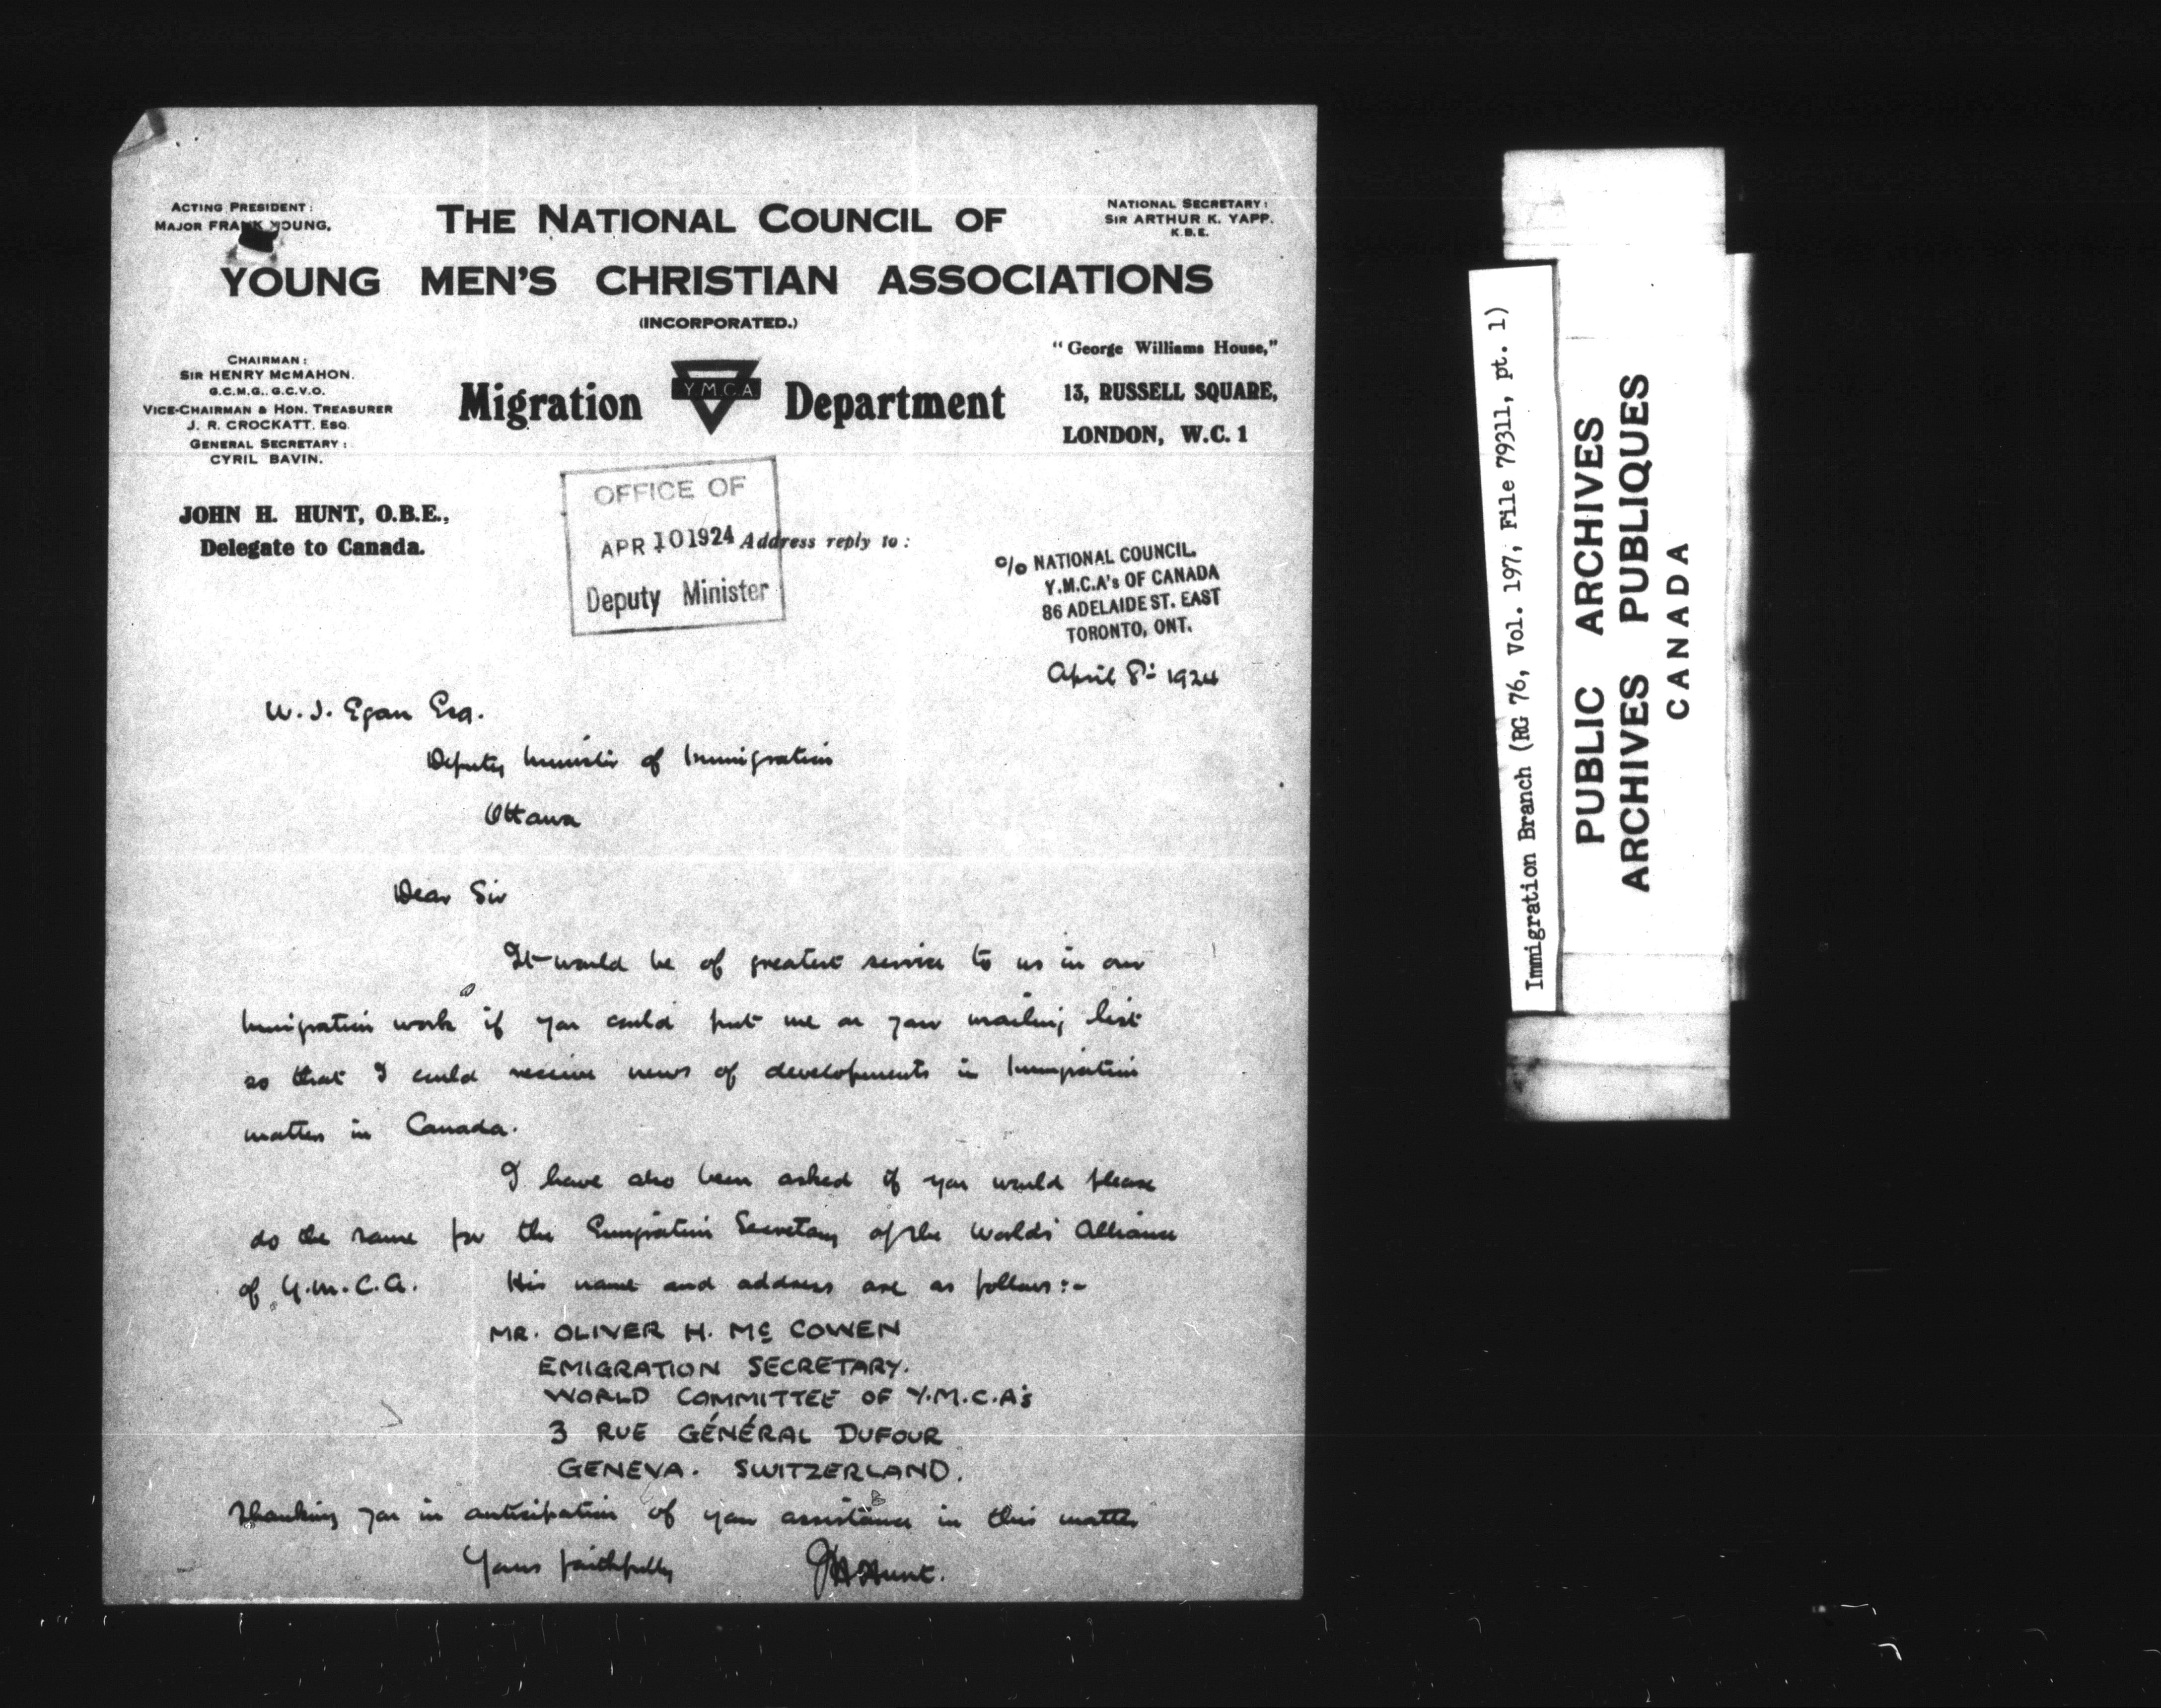 ACTING PRESIDENT:
MAJOR FRANK YOUNG,
THE NATIONAL COUNCIL OF
NATIONAL SECRETARY:
SIR ARTHUR K. YAPP.
K.B.E.
YOUNG MEN'S CHRISTIAN ASSOCIATIONS
(INCORPORATED.)
CHAIRMAN:
SIR HENRY McMAHON.
G.C.M.G., G.C.V.O.
VICE-CHAIRMAN & HON. TREASURER
J. R. CROCKATT. ESQ.
GENERAL SECRETARY:
CYRIL BAVIN.
Migration YMCA Department
"George Williams House,"
13, RUSSELL SQUARE,
LONDON, W.C. 1
JOHN H. HUNT, O.B.E.,
Delegate to Canada.
OFFICE OF
APR 10 1924
Deputy Minister
Address reply to:
c/o NATIONAL COUNCIL.
Y.M.C.A's OF CANADA
86 ADELAIDE ST. EAST
TORONTO, ONT.
April 8th 1924
W. J. Egan Esq.
Deputy Minister of Immigration
Ottawa
Dear Sir
It would be of greatest service to us in our
Immigration work if you could put me on your mailing list
so that I could receive news of developments in Immigration
matters in Canada.
I have also been asked if you would please
do the same for the Emigration Secretary of the Worlds' Alliance
of Y.M.C.A. His name and address are as follows:-
MR. OLIVER H. Mc COWEN
EMIGRATION SECRETARY.
WORLD COMMITTEE OF Y.M.C.A's
3 RUE GÉNÉRAL DUFOUR
GENEVA. SWITZERLAND.
Thanking you in anticipation of your assistance in this matter
Yours faithfully JH Hunt.
Immigration Branch (RG 76, Vol. 197, File 79311, pt. 1)
PUBLIC ARCHIVES
ARCHIVES PUBLIQUES
CANADA